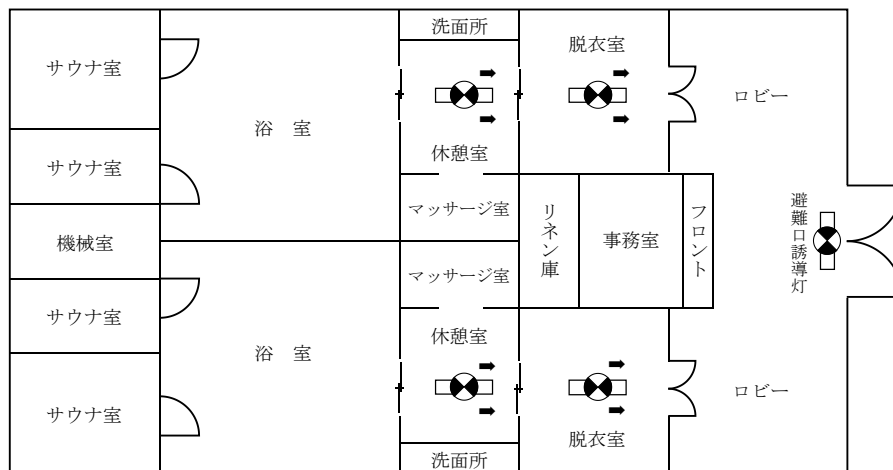 洗面所
脱衣室
サウナ室
ロビー
浴　室
休憩室
サウナ室
マッサージ室
リネン庫
事務室
フロント
避難口誘導灯
機械室
マッサージ室
サウナ室
休憩室
浴　室
ロビー
サウナ室
脱衣室
洗面所